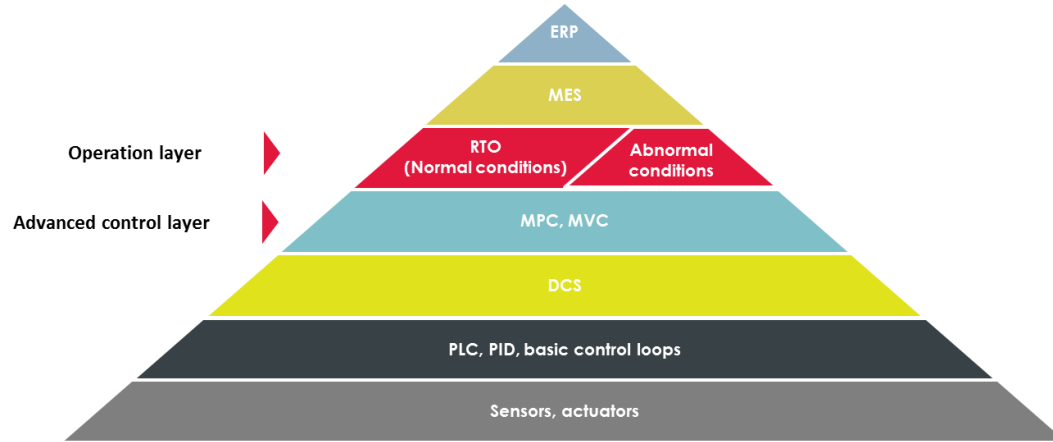 ERP
MES
Operation layer
RTO
(Normal conditions)
Abnormal
conditions
Advanced control layer
MPC, MVC
DCS
PLC, PID, basic control loops
Sensors, actuators